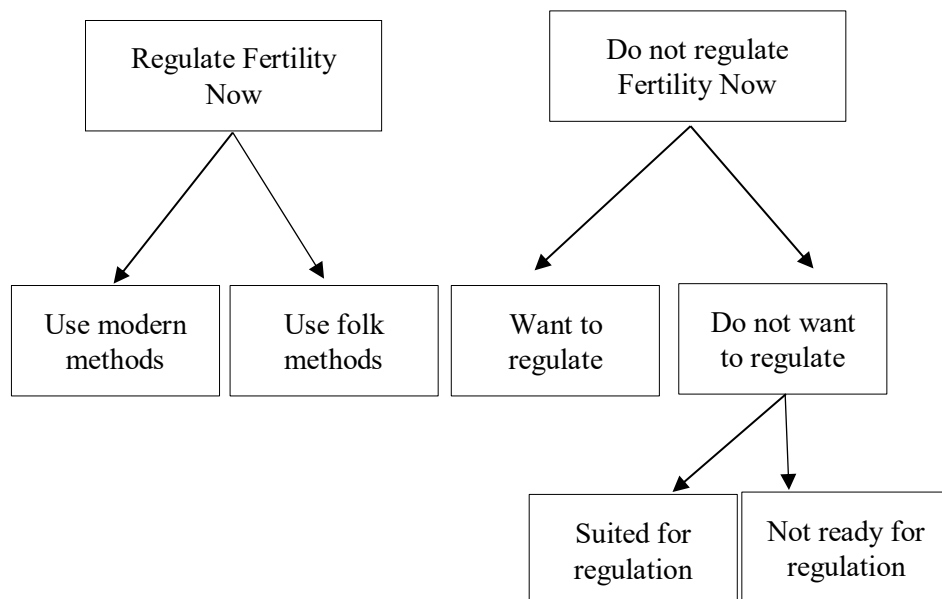 Regulate Fertility
Now
Do not regulate
Fertility Now
Use modern
methods
Use folk
methods
Want to
regulate
Do not want
to regulate
Suited for
regulation
Not ready for
regulation